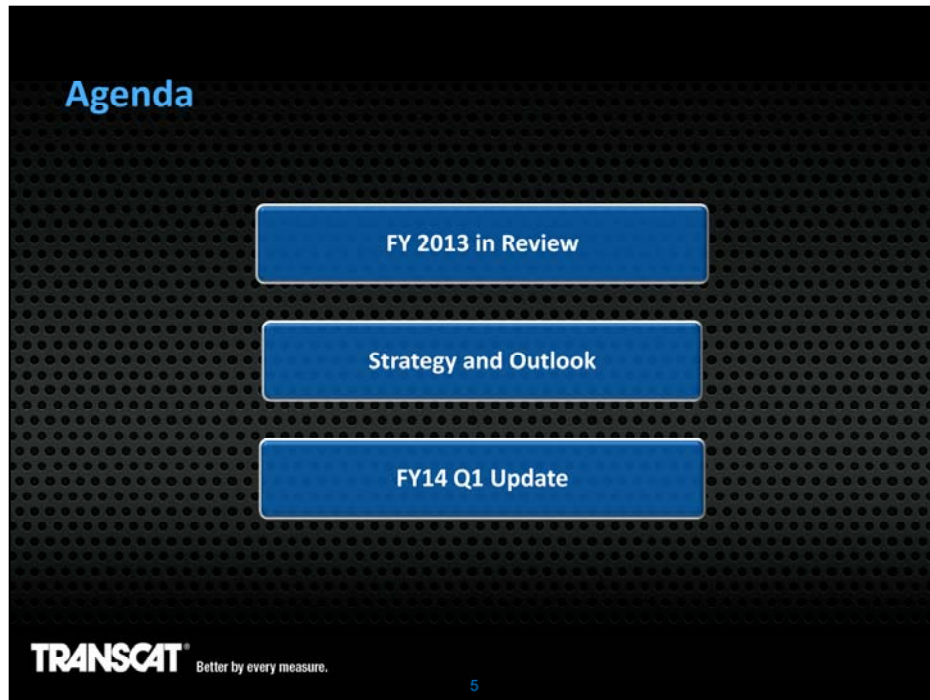 Agenda
FY 2013 in Review
Strategy and Outlook
FY14 Q1 Update
TRANSCAT® Better by every measure.
5